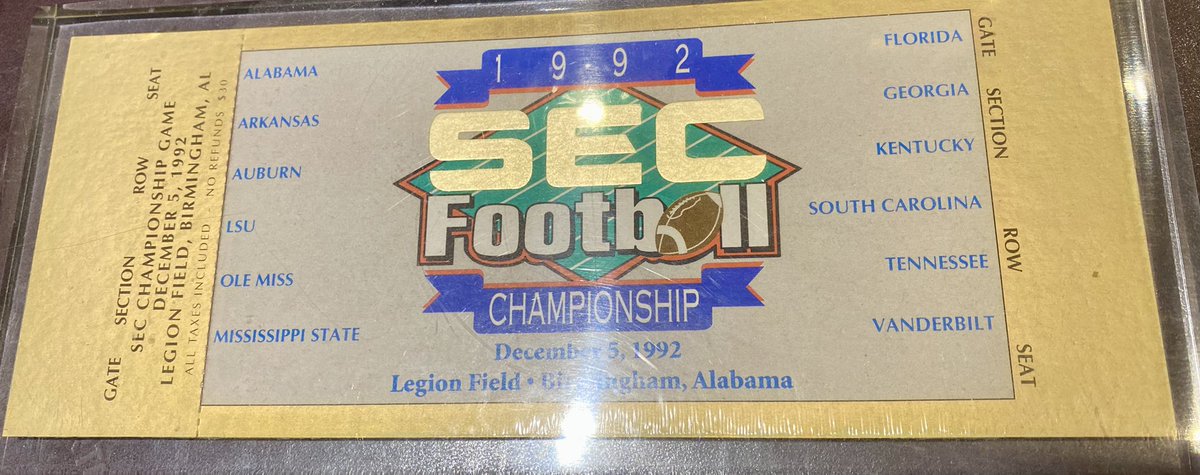 GATE SECTION ROW SEAT
SEC CHAMPIONSHIP GAME
DECEMBER 5, 1992
LEGION FIELD, BIRMINGHAM, AL
ALL TAXES INCLUDED NO REFUNDS $30
ALABAMA
ARKANSAS
AUBURN
LSU
OLE MISS
MISSISSIPPI STATE
1992
SEC
Football
CHAMPIONSHIP
December 5, 1992
Legion Field • Birmingham, Alabama
FLORIDA
GEORGIA
KENTUCKY
SOUTH CAROLINA
TENNESSEE
VANDERBILT
GATE SECTION ROW SEAT